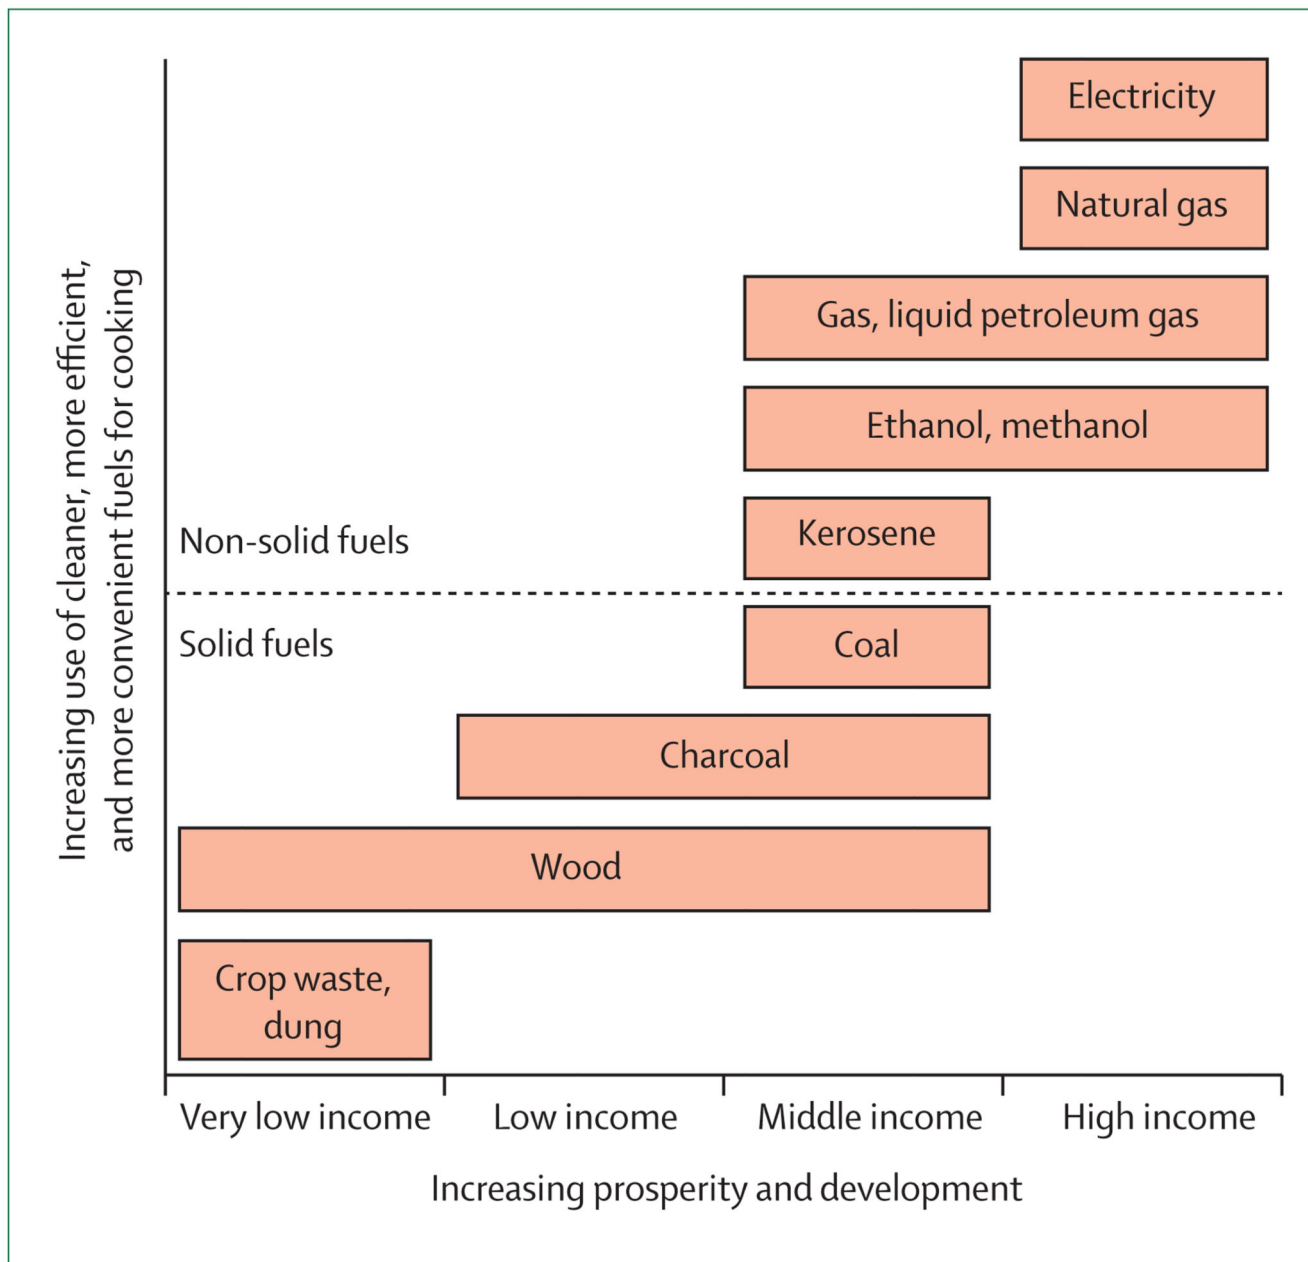 Increasing use of cleaner, more efficient,
and more convenient fuels for cooking
Electricity
Natural gas
Gas, liquid petroleum gas
Ethanol, methanol
Kerosene
Non-solid fuels
Solid fuels
Coal
Charcoal
Wood
Crop waste,
dung
Very low income
Low income
Middle income
High income
Increasing prosperity and development